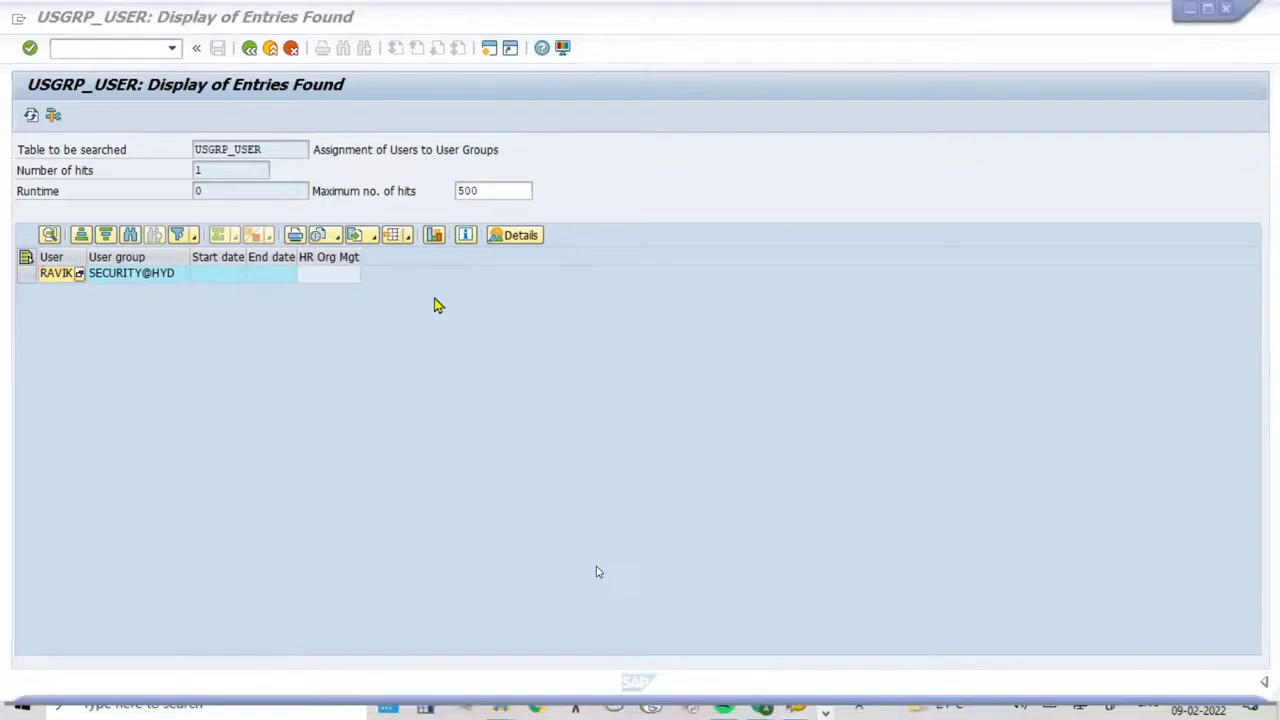 USGRP_USER: Display of Entries Found
USGRP_USER: Display of Entries Found
Table to be searched USGRP_USER Assignment of Users to User Groups
Number of hits 1
Runtime 0 Maximum no. of hits 500
Details
User User group Start date End date HR Org Mgt
RAVIK SECURITY@HYD
SAP
Type here to search
09-02-2022